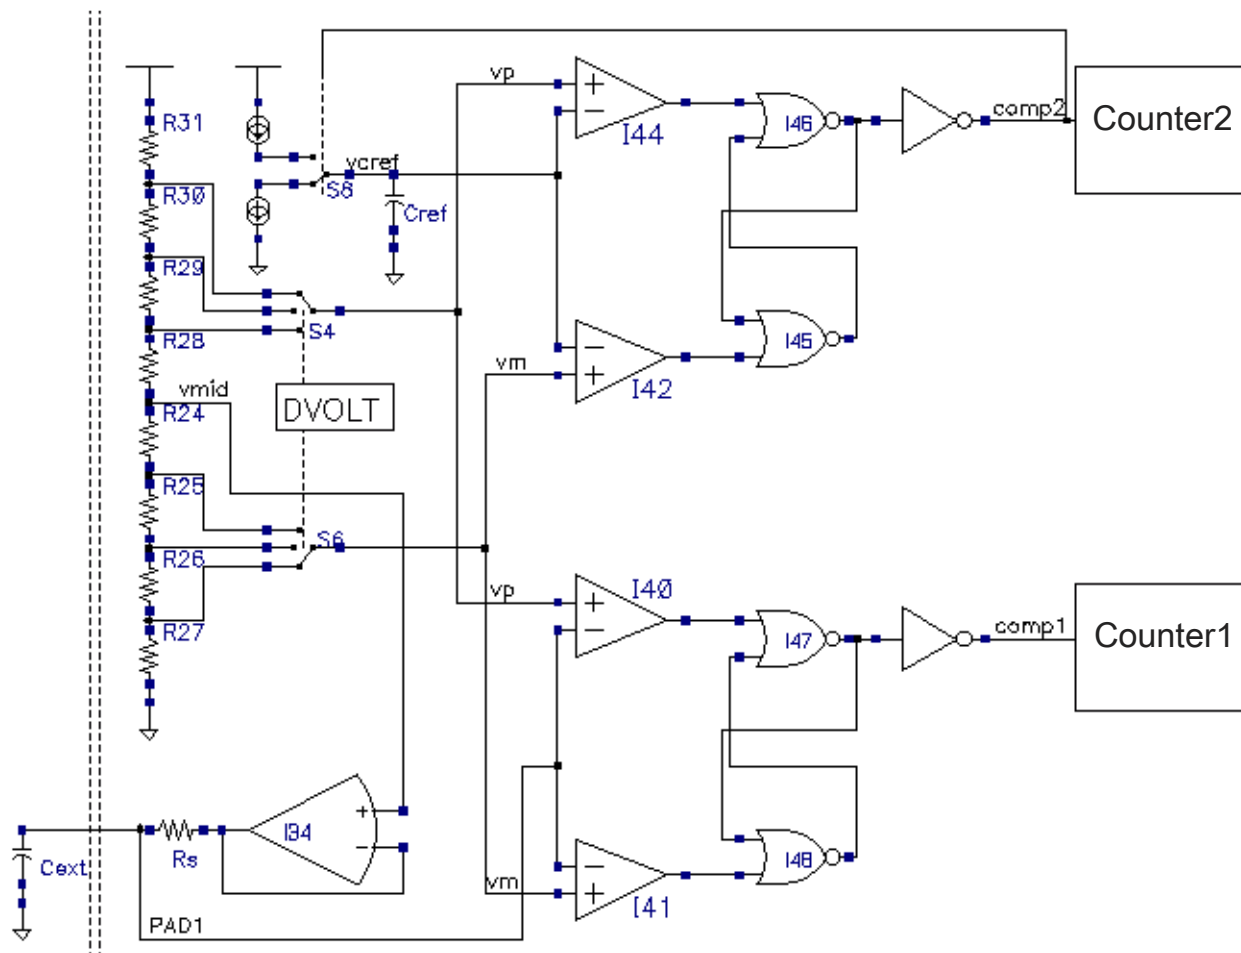 vp
comp2
Counter2
R31
I46
I44
vcref
S8
R30
Cref
R29
S4
R28
I45
vm
I42
vmid
R24
DVOLT
R25
S6
R26
I40
vp
R27
I47
comp1
Counter1
+
-
+
-
+
-
+
-
+
-
I34
Rs
Cext
I48
vm
I41
PAD1